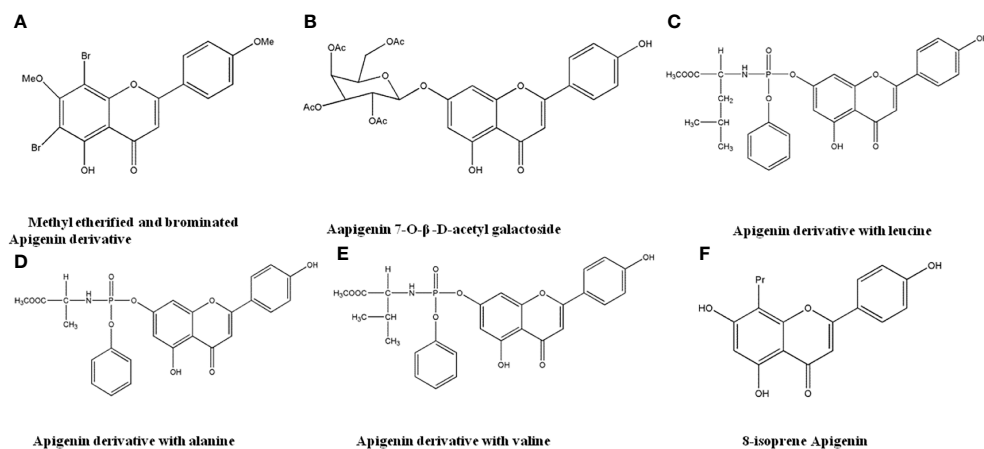 A
OMe
Br
MeO
O
Br
OH
O
Methyl etherified and brominated
Apigenin derivative
B
OAc
OAc
OH
O
O
O
AcO
OAc
OH
O
Aapigenin 7-O-β-D-acetyl galactoside
C
OH
H
O
H3COOC
H
N
P
O
O
CH2
O
H3C
CH
CH3
OH
O
Apigenin derivative with leucine
D
OH
H
O
H3COOC
N
H
P
O
O
CH3
O
OH
O
Apigenin derivative with alanine
E
OH
H
O
H3COOC
N
H
P
O
O
CH
CH3
O
H3C
OH
O
Apigenin derivative with valine
F
Pr
OH
HO
O
OH
O
8-isoprene Apigenin